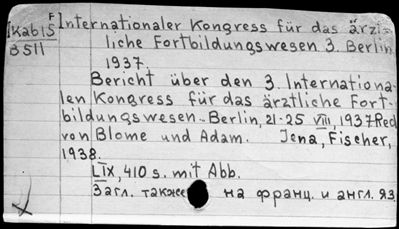 F
Kab15 Internationaler Kongress für das ärzt-
8511 liche Fortbildungswesen 3. Berlin
1937.
Bericht über den 3. Internationa-
len Kongress für das ärztliche Fort-
bildungswesen. Berlin, 21-25 VIII, 1937. Red
von Blome und Adam. Jena, Fischer,
1938.
LIX, 410 s. mit Abb.
Загл. также на франц. и англ. яз.